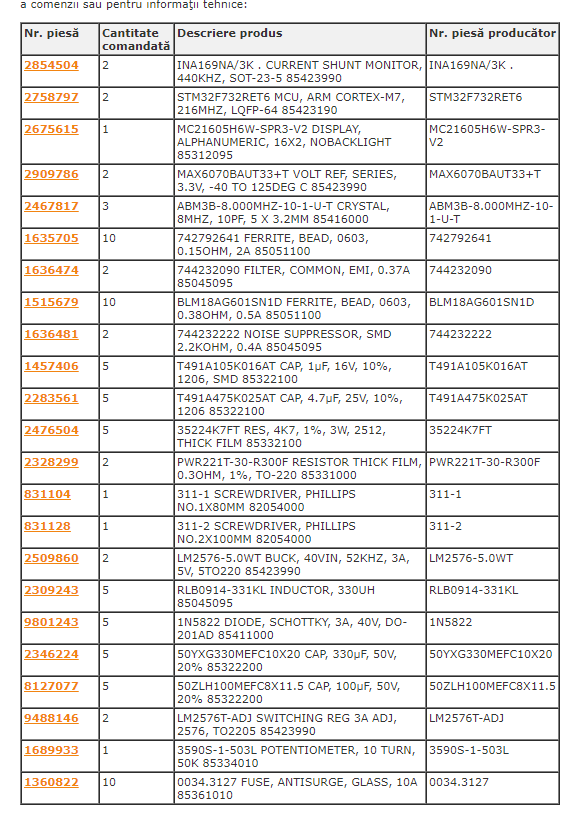 a comenzii sau pentru informaţii tehnice:
Nr. piesă Cantitate comandată Descriere produs Nr. piesă producător
2854504 2 INA169NA/3K . CURRENT SHUNT MONITOR, INA169NA/3K .
440KHZ, SOT-23-5 85423990
2758797 2 STM32F732RET6 MCU, ARM CORTEX-M7, STM32F732RET6
216MHZ, LQFP-64 85423190
2675615 1 MC21605H6W-SPR3-V2 DISPLAY, MC21605H6W-SPR3-
ALPHANUMERIC, 16X2, NOBACKLIGHT V2
85312095
2909786 2 MAX6070BAUT33+T VOLT REF, SERIES, MAX6070BAUT33+T
3.3V, -40 TO 125DEG C 85423990
2467817 3 ABM3B-8.000MHZ-10-1-U-T CRYSTAL, ABM3B-8.000MHZ-10-
8MHZ, 10PF, 5 X 3.2MM 85416000 1-U-T
1635705 10 742792641 FERRITE, BEAD, 0603, 742792641
0.15OHM, 2A 85051100
1636474 2 744232090 FILTER, COMMON, EMI, 0.37A 744232090
85045095
1515679 10 BLM18AG601SN1D FERRITE, BEAD, 0603, BLM18AG601SN1D
0.38OHM, 0.5A 85051100
1636481 2 744232222 NOISE SUPPRESSOR, SMD 744232222
2.2KOHM, 0.4A 85045095
1457406 5 T491A105K016AT CAP, 1µF, 16V, 10%, T491A105K016AT
1206, SMD 85322100
2283561 5 T491A475K025AT CAP, 4.7µF, 25V, 10%, T491A475K025AT
1206 85322100
2476504 5 35224K7FT RES, 4K7, 1%, 3W, 2512, 35224K7FT
THICK FILM 85332100
2328299 2 PWR221T-30-R300F RESISTOR THICK FILM, PWR221T-30-R300F
0.3OHM, 1%, TO-220 85331000
831104 1 311-1 SCREWDRIVER, PHILLIPS 311-1
NO.1X80MM 82054000
831128 1 311-2 SCREWDRIVER, PHILLIPS 311-2
NO.2X100MM 82054000
2509860 2 LM2576-5.0WT BUCK, 40VIN, 52KHZ, 3A, LM2576-5.0WT
5V, 5TO220 85423990
2309243 5 RLB0914-331KL INDUCTOR, 330UH RLB0914-331KL
85045095
9801243 5 1N5822 DIODE, SCHOTTKY, 3A, 40V, DO- 1N5822
201AD 85411000
2346224 5 50YXG330MEFC10X20 CAP, 330µF, 50V, 50YXG330MEFC10X20
20% 85322200
8127077 5 50ZLH100MEFC8X11.5 CAP, 100µF, 50V, 50ZLH100MEFC8X11.5
20% 85322200
9488146 2 LM2576T-ADJ SWITCHING REG 3A ADJ, LM2576T-ADJ
2576, TO2205 85423990
1689933 1 3590S-1-503L POTENTIOMETER, 10 TURN, 3590S-1-503L
50K 85334010
1360822 10 0034.3127 FUSE, ANTISURGE, GLASS, 10A 0034.3127
85361010